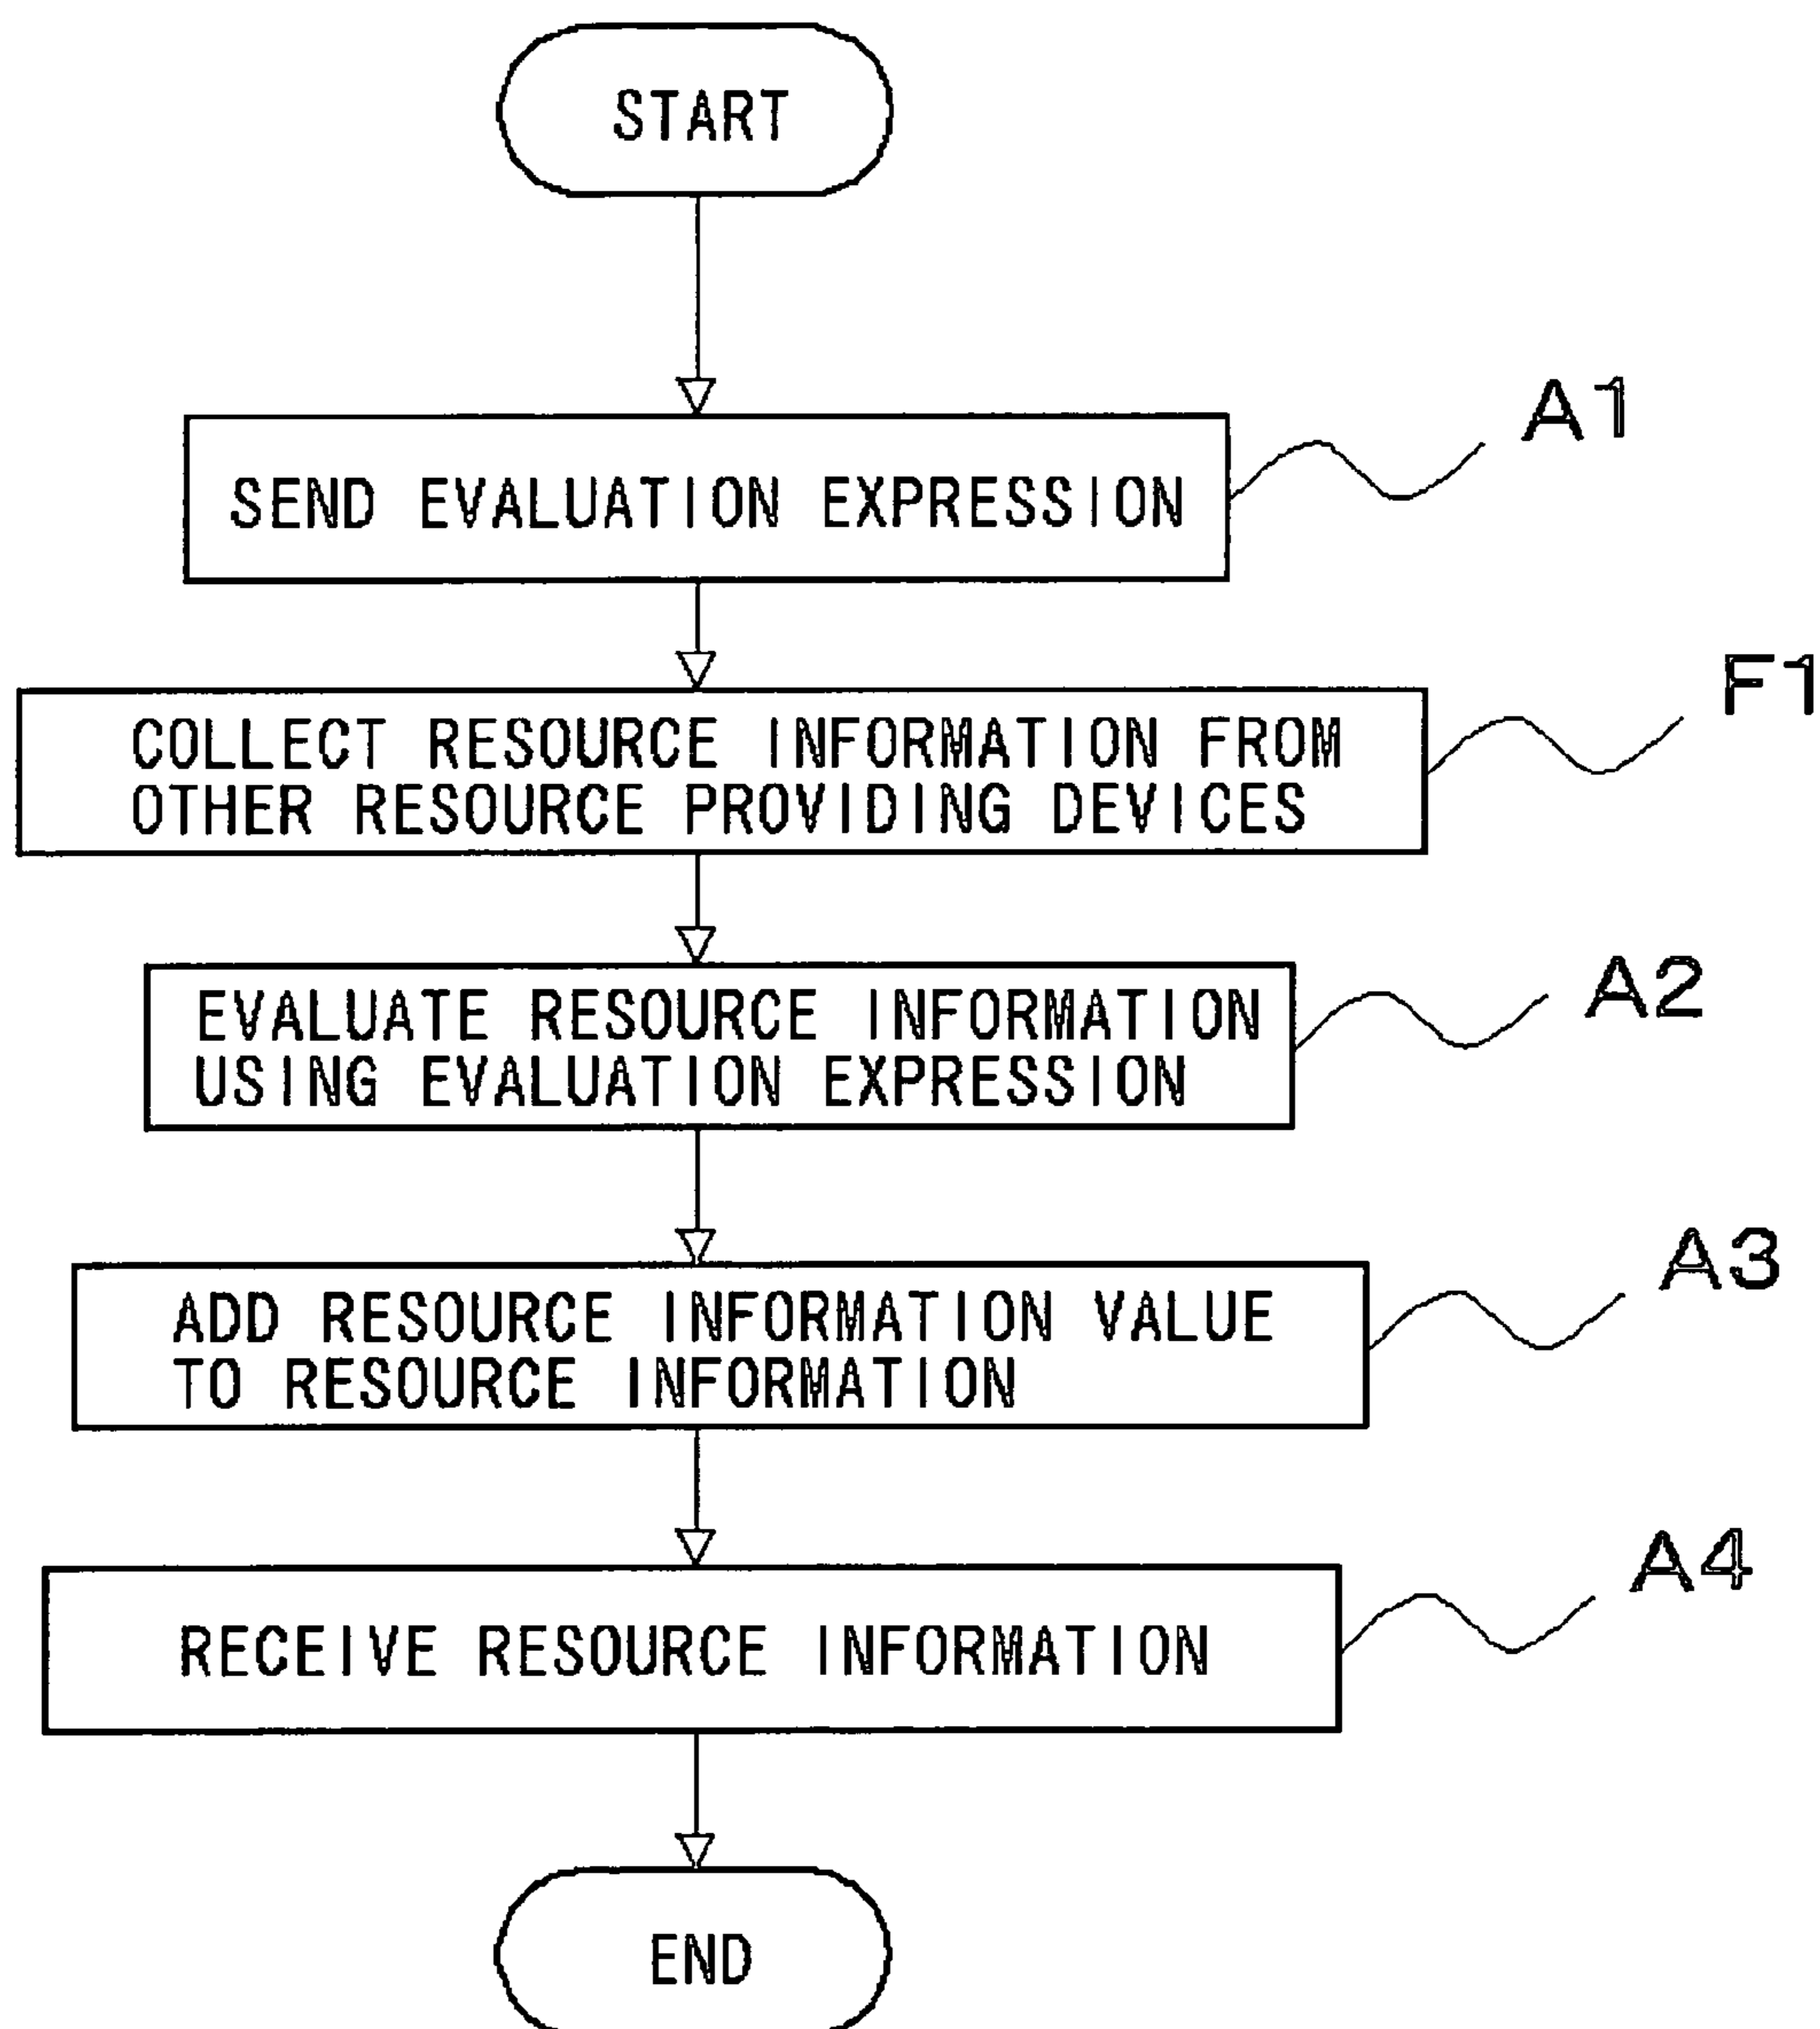 START
A1
SEND EVALUATION EXPRESSION
F1
COLLECT RESOURCE INFORMATION FROM
OTHER RESOURCE PROVIDING DEVICES
A2
EVALUATE RESOURCE INFORMATION
USING EVALUATION EXPRESSION
A3
ADD RESOURCE INFORMATION VALUE
TO RESOURCE INFORMATION
A4
RECEIVE RESOURCE INFORMATION
END